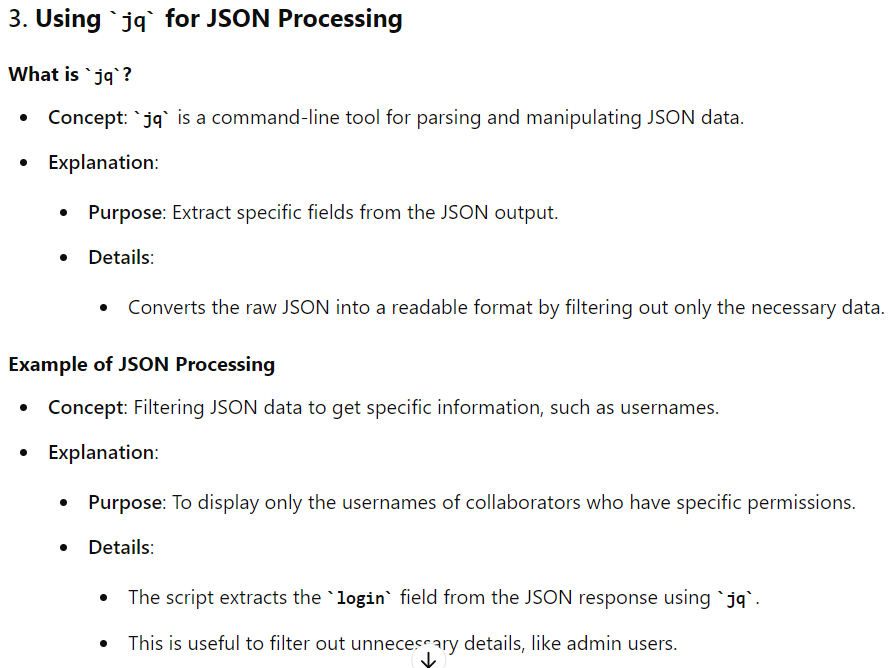 3. Using `jq` for JSON Processing
What is `jq`?
Concept: `jq` is a command-line tool for parsing and manipulating JSON data.
Explanation:
Purpose: Extract specific fields from the JSON output.
Details:
Converts the raw JSON into a readable format by filtering out only the necessary data.
Example of JSON Processing
Concept: Filtering JSON data to get specific information, such as usernames.
Explanation:
Purpose: To display only the usernames of collaborators who have specific permissions.
Details:
The script extracts the `login` field from the JSON response using `jq`.
This is useful to filter out unnecessary details, like admin users.